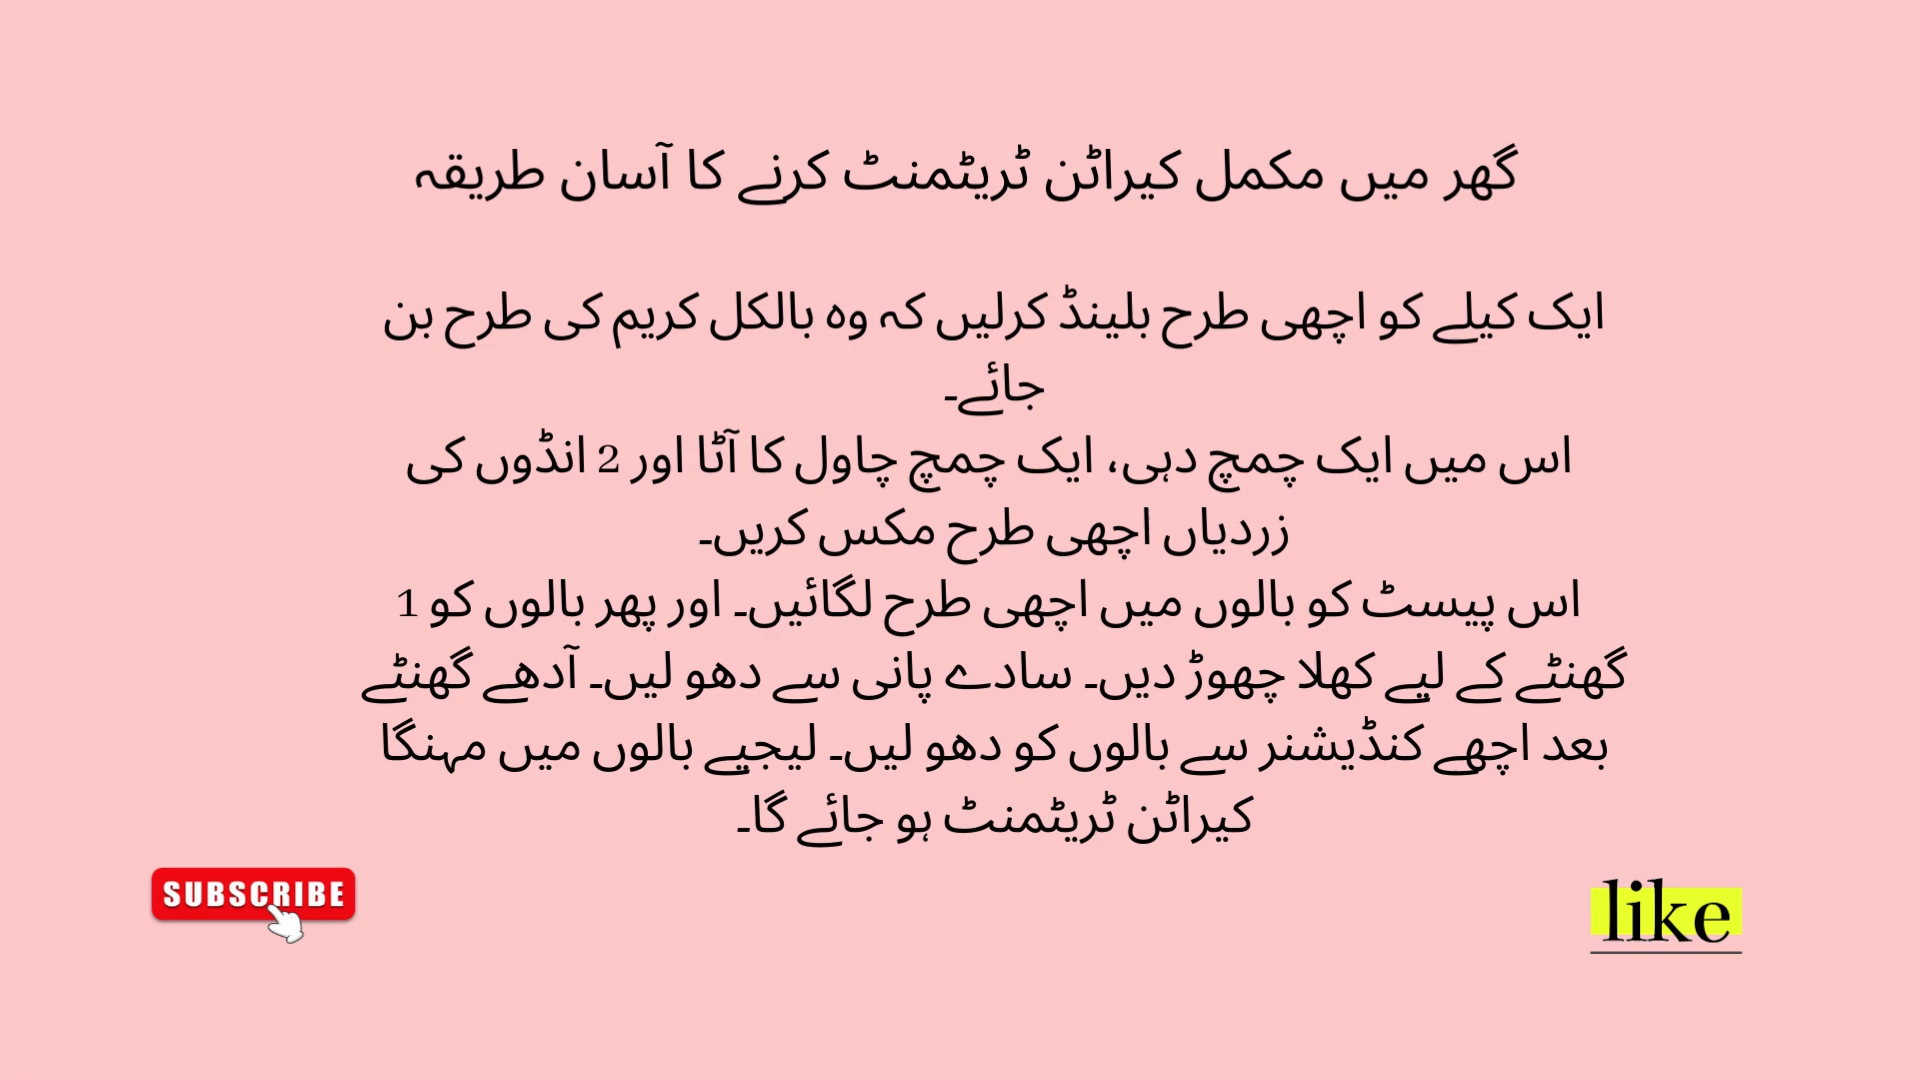 گھر میں مکمل کیراٹن ٹریٹمنٹ کرنے کا آسان طریقہ
ایک کیلے کو اچھی طرح بلینڈ کرلیں کہ وہ بالکل کریم کی طرح بن
جائے۔
اس میں ایک چمچ دہی، ایک چمچ چاول کا آٹا اور 2 انڈوں کی
زردیاں اچھی طرح مکس کریں۔
اس پیسٹ کو بالوں میں اچھی طرح لگائیں۔ اور پھر بالوں کو 1
گھنٹے کے لیے کھلا چھوڑ دیں۔ سادے پانی سے دھو لیں۔ آدھے گھنٹے
بعد اچھے کنڈیشنر سے بالوں کو دھو لیں۔ لیجیے بالوں میں مہنگا
کیراٹن ٹریٹمنٹ ہو جائے گا۔
SUBSCRIBE
like